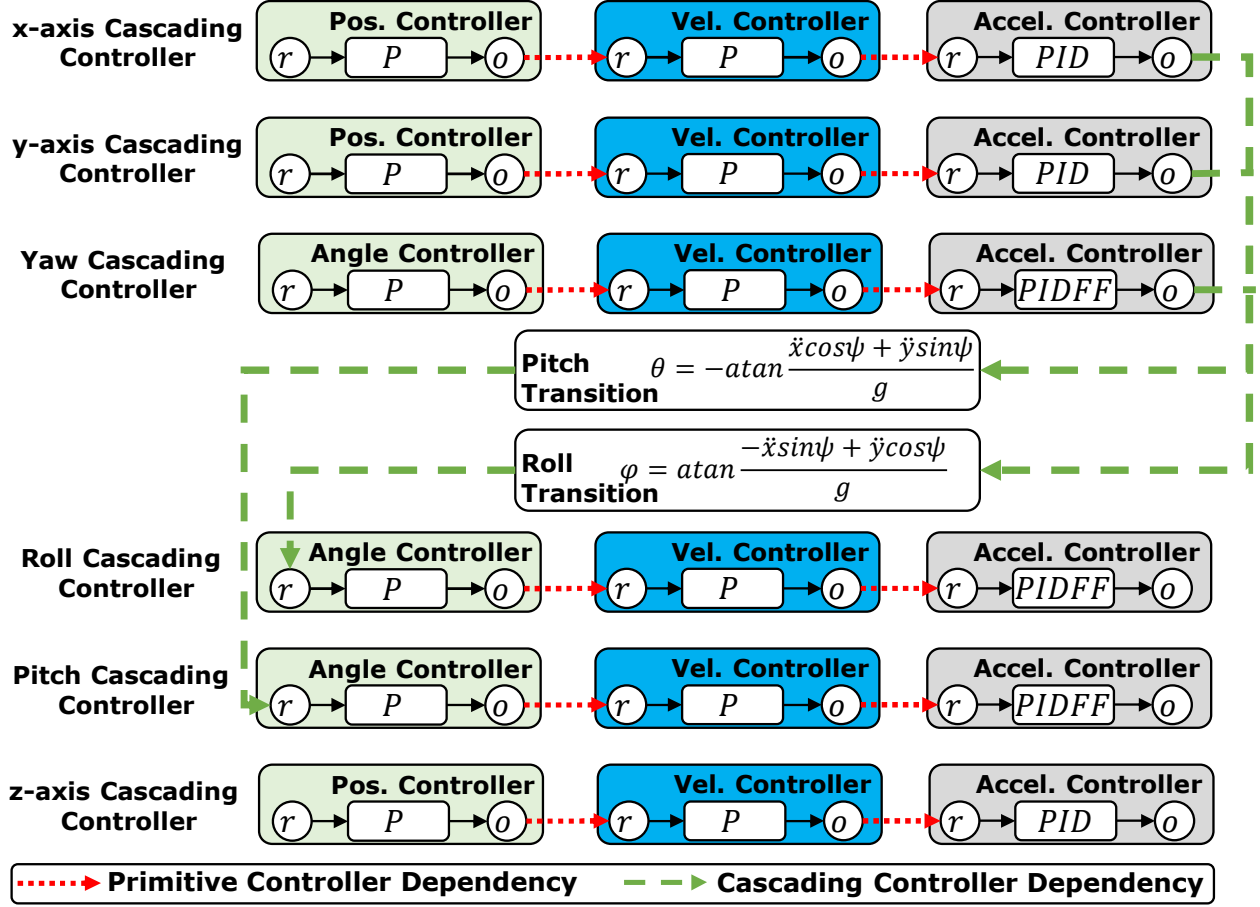 x-axis Cascading
Controller
Pos. Controller
r P o
Vel. Controller
r P o
Accel. Controller
r PID o
y-axis Cascading
Controller
Pos. Controller
r P o
Vel. Controller
r P o
Accel. Controller
r PID o
Yaw Cascading
Controller
Angle Controller
r P o
Vel. Controller
r P o
Accel. Controller
r PIDFF o
Pitch
Transition
θ = −atan (ẍcosψ + ÿsinψ) / g
Roll
Transition
φ = atan (−ẍsinψ + ÿcosψ) / g
Roll Cascading
Controller
Angle Controller
r P o
Vel. Controller
r P o
Accel. Controller
r PIDFF o
Pitch Cascading
Controller
Angle Controller
r P o
Vel. Controller
r P o
Accel. Controller
r PIDFF o
z-axis Cascading
Controller
Pos. Controller
r P o
Vel. Controller
r P o
Accel. Controller
r PID o
Primitive Controller Dependency
Cascading Controller Dependency